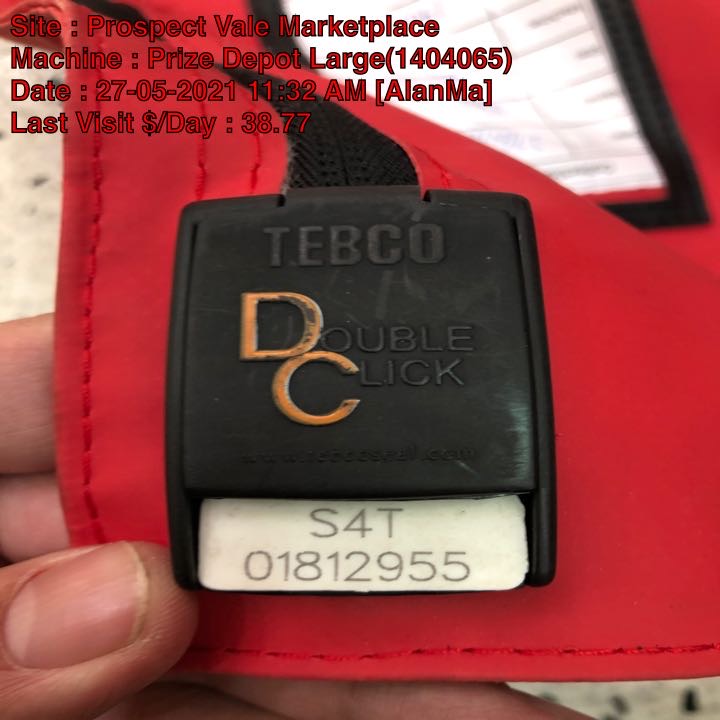 Site : Prospect Vale Marketplace
Machine : Prize Depot Large(1404065)
Date : 27-05-2021 11:32 AM [AlanMa]
Last Visit $/Day : 38.77
TEBCO
DOUBLE
CLICK
S4T
01812955